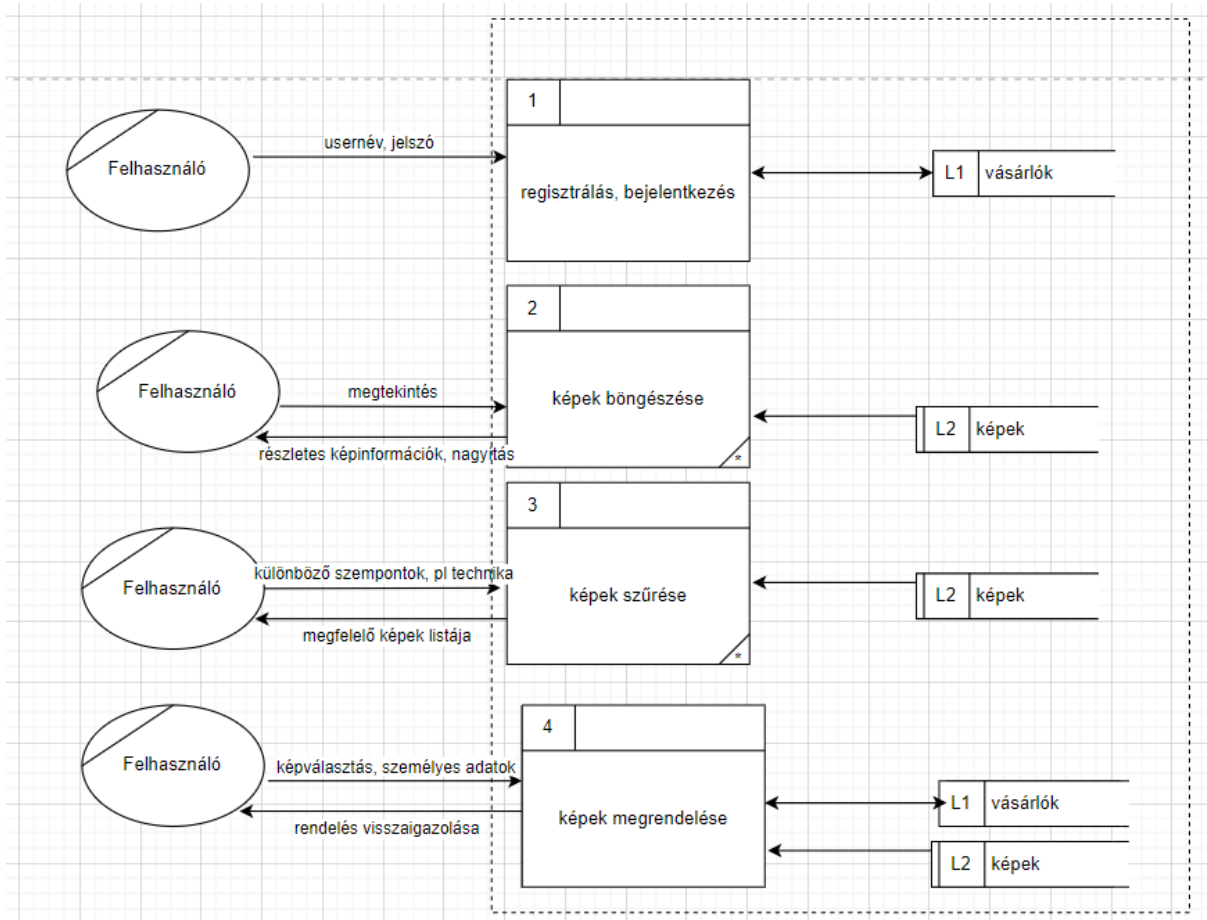 1
Felhasználó
usernév, jelszó
regisztrálás, bejelentkezés
L1 vásárlók
2
Felhasználó
megtekintés
részletes képinformációk, nagyítás
képek böngészése
*
L2 képek
3
Felhasználó
különböző szempontok, pl technika
megfelelő képek listája
képek szűrése
*
L2 képek
4
Felhasználó
képválasztás, személyes adatok
rendelés visszaigazolása
képek megrendelése
L1 vásárlók
L2 képek